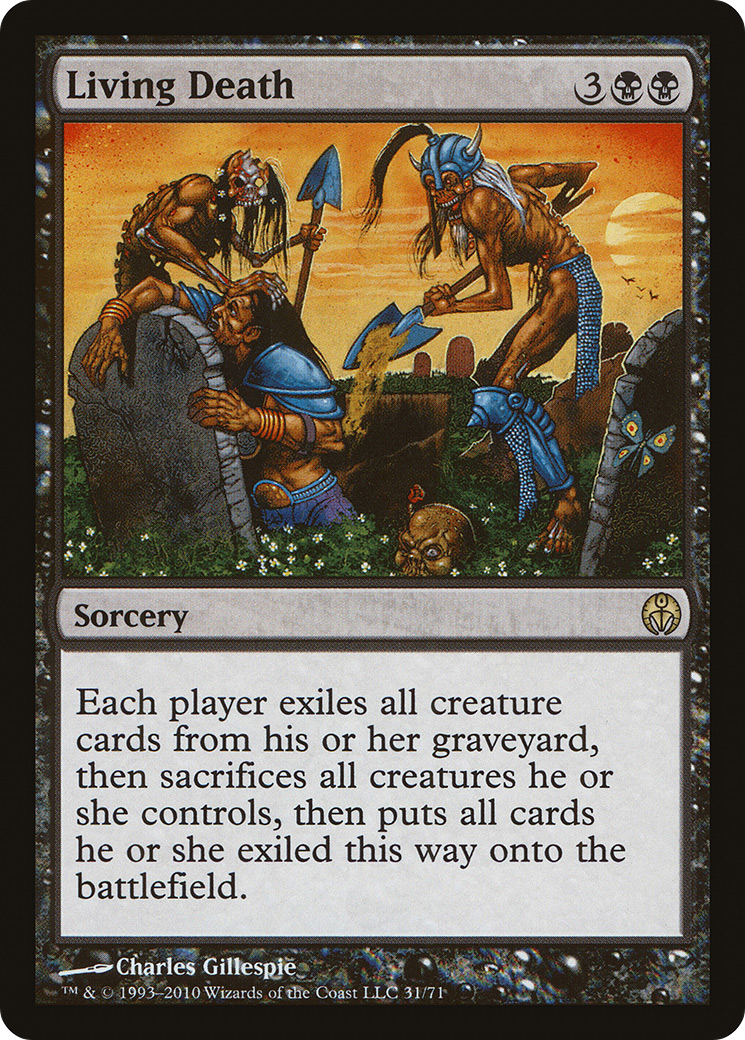 Living Death 3
Sorcery
Each player exiles all creature
cards from his or her graveyard,
then sacrifices all creatures he or
she controls, then puts all cards
he or she exiled this way onto the
battlefield.
Charles Gillespie
™ & © 1993–2010 Wizards of the Coast LLC 31/71